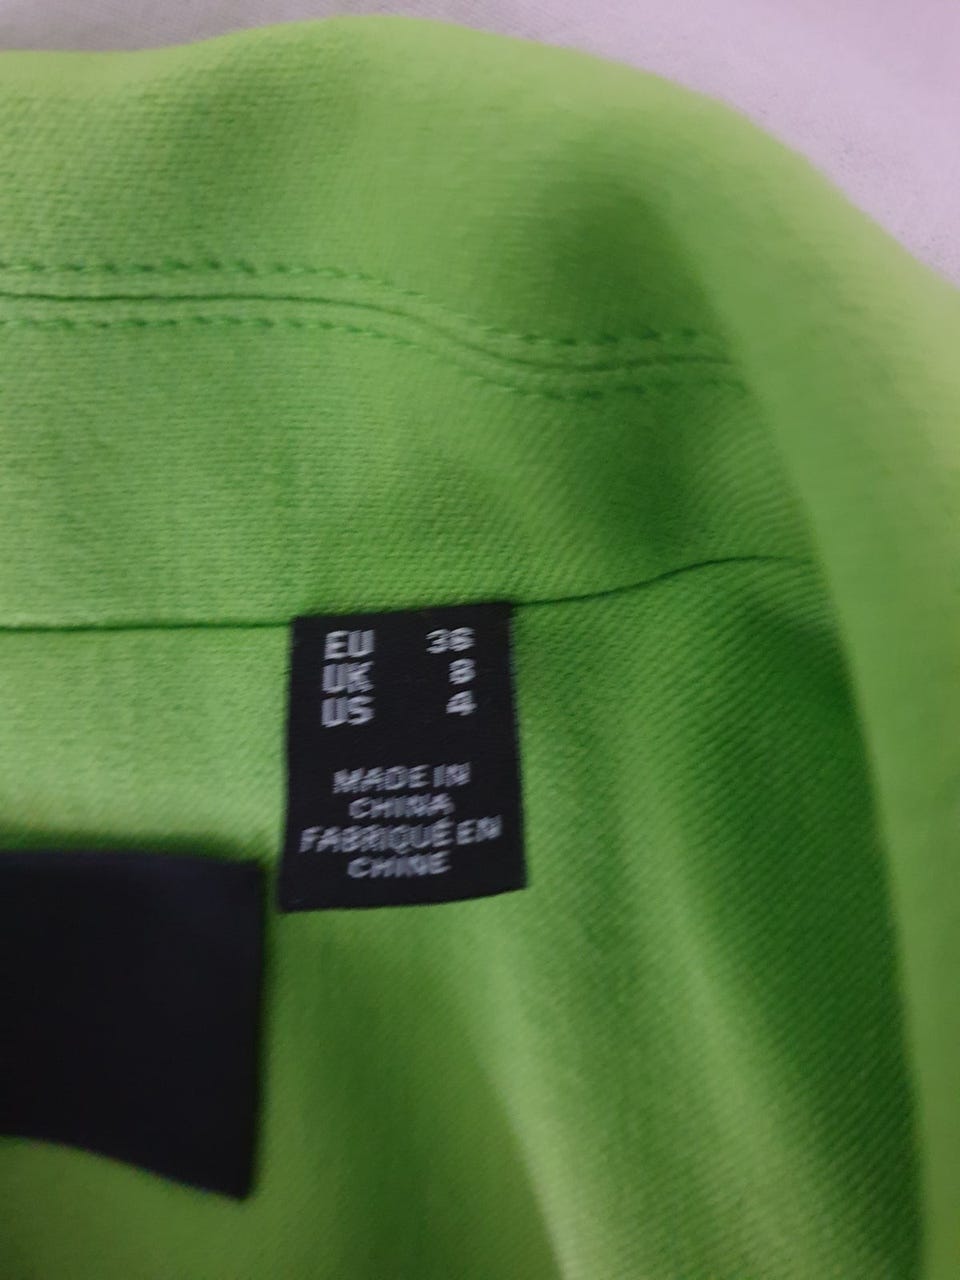 EU 36
UK 8
US 4
MADE IN
CHINA
FABRIQUÉ EN
CHINE